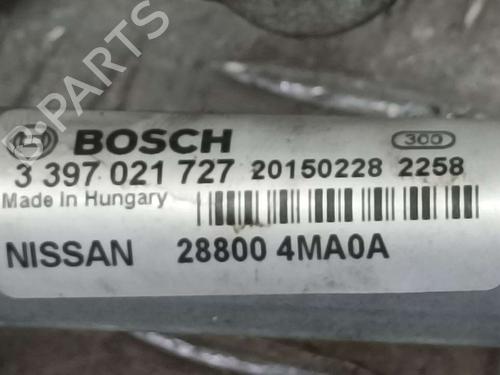 BOSCH 300
3 397 021 727 20150228 2258
Made In Hungary
NISSAN 28800 4MA0A
B-PARTS